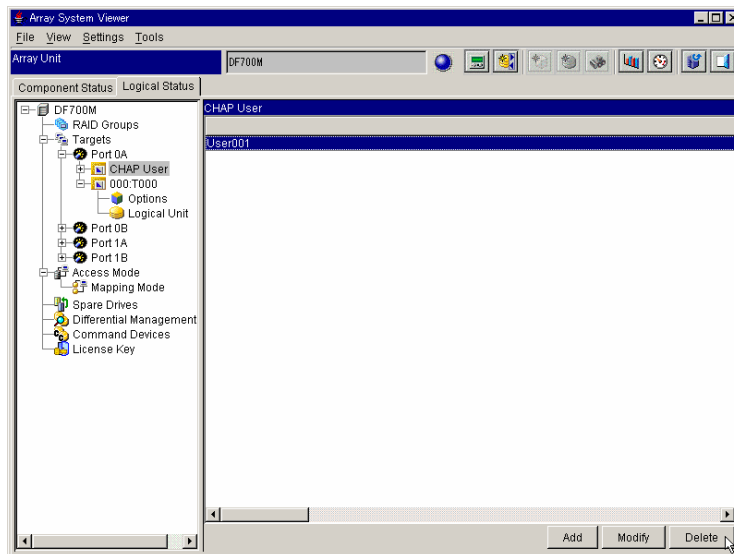 Array System Viewer
File View Settings Tools
Array Unit
DF700M
Component Status
Logical Status
DF700M
RAID Groups
Targets
Port 0A
CHAP User
000:T000
Options
Logical Unit
Port 0B
Port 1A
Port 1B
Access Mode
Mapping Mode
Spare Drives
Differential Management
Command Devices
License Key
CHAP User
User001
Add
Modify
Delete